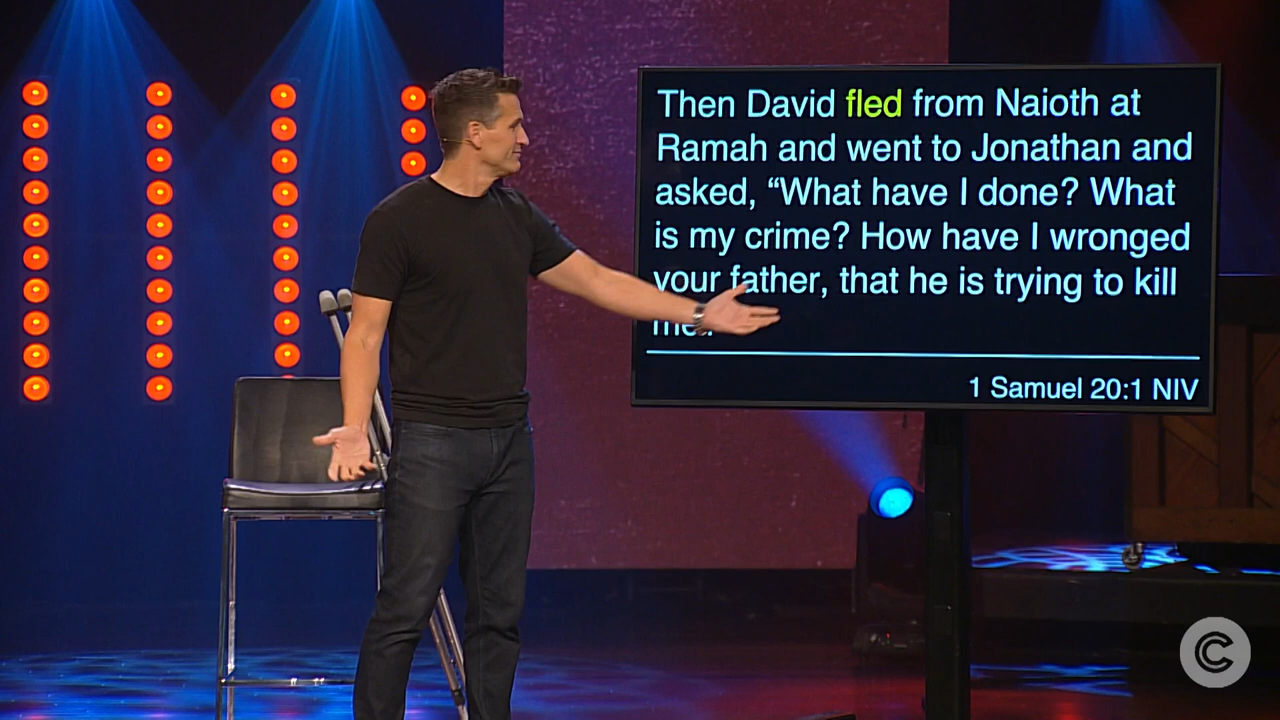 Then David fled from Naioth at
Ramah and went to Jonathan and
asked, “What have I done? What
is my crime? How have I wronged
your father, that he is trying to kill
me?”
1 Samuel 20:1 NIV
C